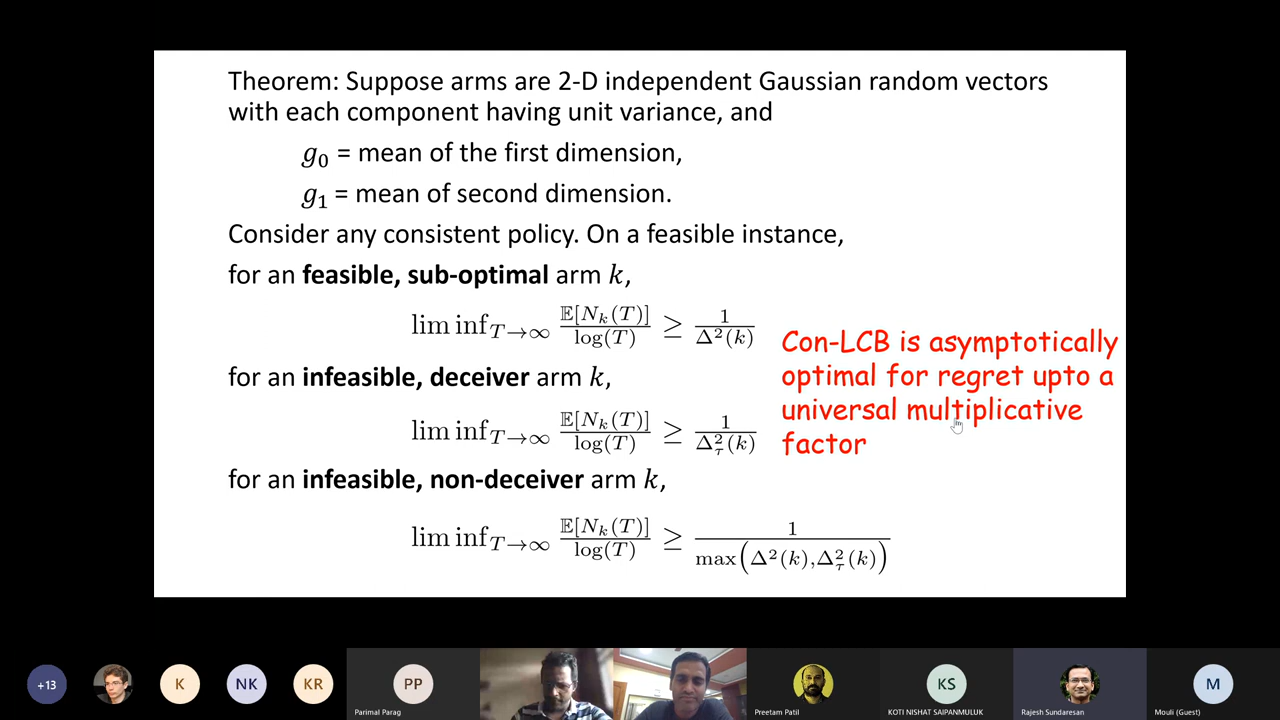 Theorem: Suppose arms are 2-D independent Gaussian random vectors
with each component having unit variance, and
g₀ = mean of the first dimension,
g₁ = mean of second dimension.
Consider any consistent policy. On a feasible instance,
for an feasible, sub-optimal arm k,
lim inf_{T→∞} 𝔼[N_k(T)] / log(T) ≥ 1 / Δ²(k)
Con-LCB is asymptotically
optimal for regret upto a
universal multiplicative
factor
for an infeasible, deceiver arm k,
lim inf_{T→∞} 𝔼[N_k(T)] / log(T) ≥ 1 / Δ_τ²(k)
for an infeasible, non-deceiver arm k,
lim inf_{T→∞} 𝔼[N_k(T)] / log(T) ≥ 1 / max(Δ²(k),Δ_τ²(k))
+13
K
NK
KR
PP
Parimal Parag
Preetam Patil
KS
KOTI NISHAT SAIPANMULUK
Rajesh Sundaresan
M
Mouli (Guest)